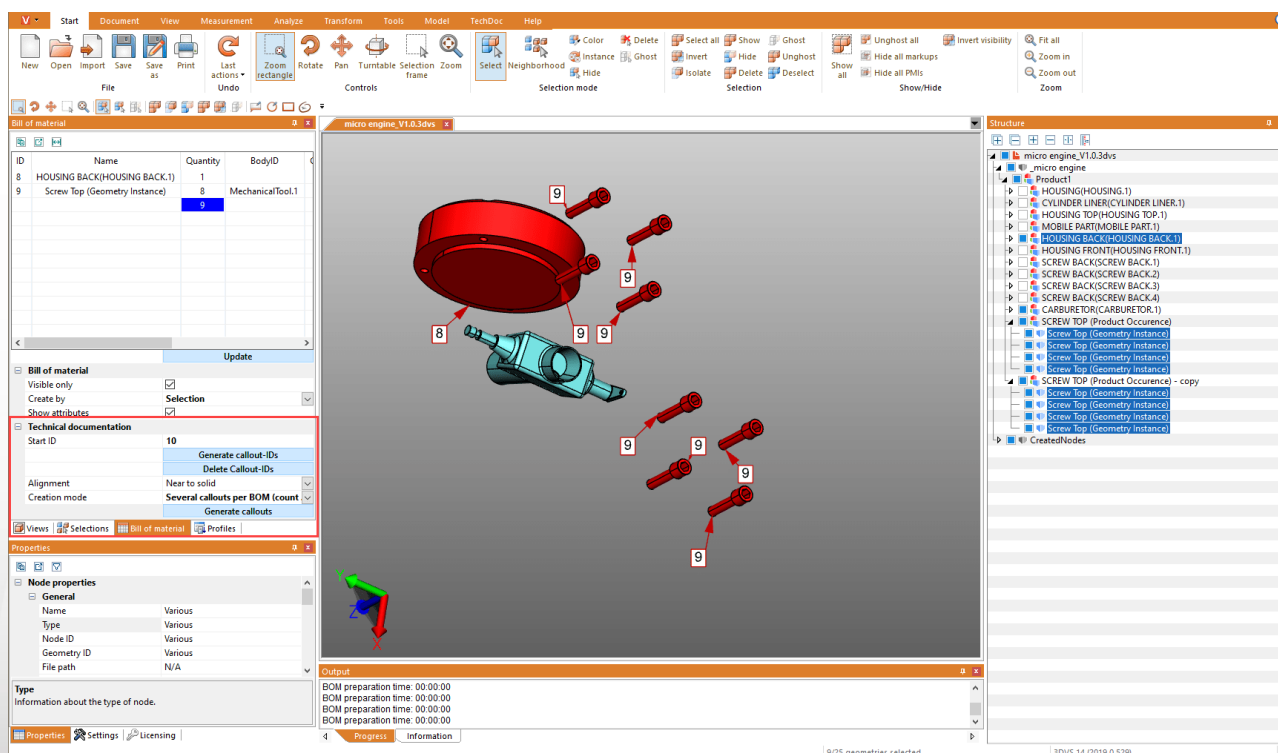 Start Document View Measurement Analyze Transform Tools Model TechDoc Help
New Open Import Save Save as Print
Last actions
Zoom rectangle Rotate Pan Turntable Selection frame Zoom
Select Neighborhood
Color Delete
Instance Ghost
Hide
Select all Show Ghost
Invert Hide Unghost
Isolate Delete Deselect
Show all
Unghost all Invert visibility
Hide all markups
Hide all PMIs
Fit all
Zoom in
Zoom out
File Undo Controls Selection mode Selection Show/Hide Zoom
Bill of material
ID Name Quantity BodyID
8 HOUSING BACK(HOUSING BACK.1) 1
9 Screw Top (Geometry Instance) 8 MechanicalTool.1
9
Update
Bill of material
Visible only
Create by Selection
Show attributes
Technical documentation
Start ID 10
Generate callout-IDs
Delete Callout-IDs
Alignment Near to solid
Creation mode Several callouts per BOM (count
Generate callouts
Views Selections Bill of material Profiles
Properties
Node properties
General
Name Various
Type Various
Node ID Various
Geometry ID Various
File path N/A
Type
Information about the type of node.
Properties Settings Licensing
micro engine_V1.0.3dvs
9
9
8
9
9
9
9
9
9
Y
Z
X
Output
BOM preparation time: 00:00:00
BOM preparation time: 00:00:00
BOM preparation time: 00:00:00
BOM preparation time: 00:00:00
Progress Information
Structure
micro engine_V1.0.3dvs
_micro engine
Product1
HOUSING(HOUSING.1)
CYLINDER LINER(CYLINDER LINER.1)
HOUSING TOP(HOUSING TOP.1)
MOBILE PART(MOBILE PART.1)
HOUSING BACK(HOUSING BACK.1)
HOUSING FRONT(HOUSING FRONT.1)
SCREW BACK(SCREW BACK.1)
SCREW BACK(SCREW BACK.2)
SCREW BACK(SCREW BACK.3)
SCREW BACK(SCREW BACK.4)
CARBURETOR(CARBURETOR.1)
SCREW TOP (Product Occurence)
Screw Top (Geometry Instance)
Screw Top (Geometry Instance)
Screw Top (Geometry Instance)
Screw Top (Geometry Instance)
SCREW TOP (Product Occurence) - copy
Screw Top (Geometry Instance)
Screw Top (Geometry Instance)
Screw Top (Geometry Instance)
Screw Top (Geometry Instance)
CreatedNodes
9/25 geometries selected
3DVS 14 (2019.0.529)